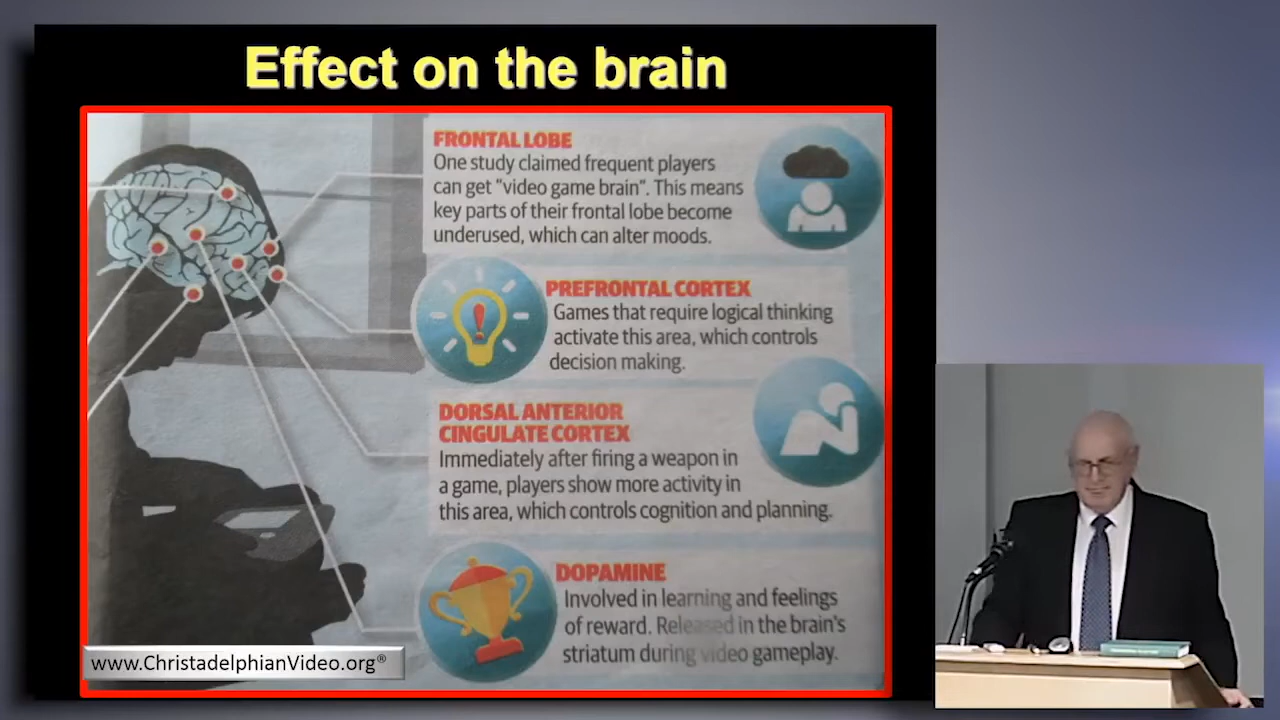 Effect on the brain
FRONTAL LOBE
One study claimed frequent players
can get "video game brain". This means
key parts of their frontal lobe become
underused, which can alter moods.
PREFRONTAL CORTEX
Games that require logical thinking
activate this area, which controls
decision making.
DORSAL ANTERIOR
CINGULATE CORTEX
Immediately after firing a weapon in
a game, players show more activity in
this area, which controls cognition and planning.
DOPAMINE
Involved in learning and feelings
of reward. Released in the brain's
striatum during video gameplay.
www.ChristadelphianVideo.org®